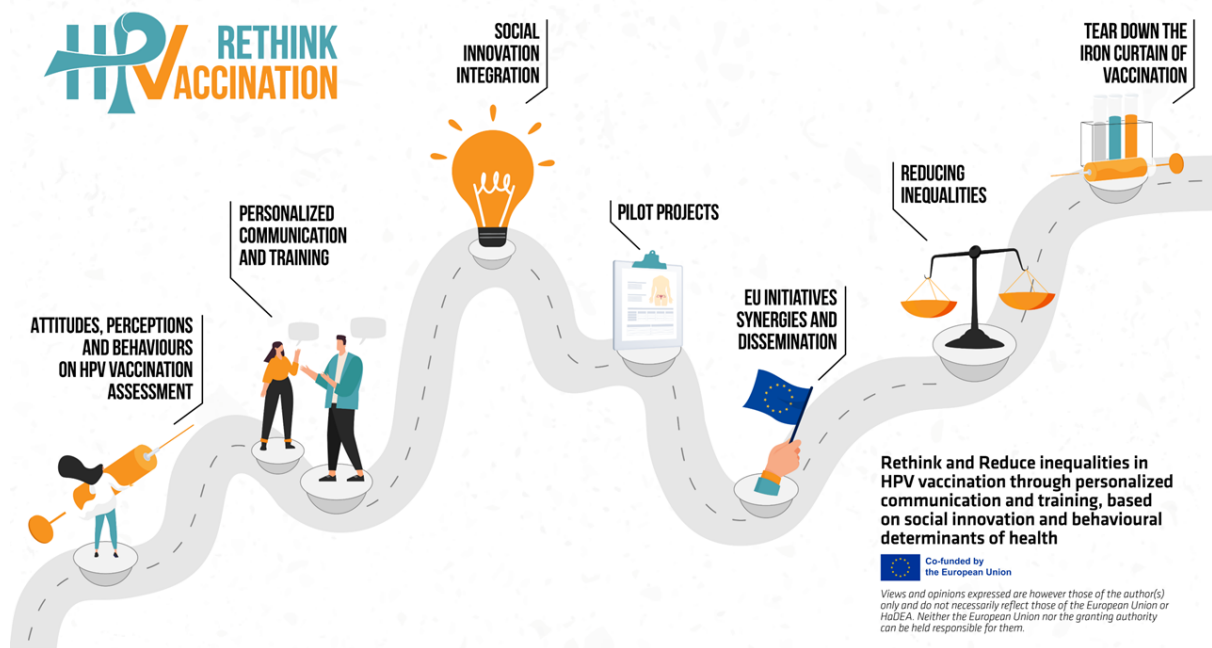 HPV RETHINK
VACCINATION
SOCIAL
INNOVATION
INTEGRATION
TEAR DOWN THE
IRON CURTAIN OF
VACCINATION
REDUCING
INEQUALITIES
PERSONALIZED
COMMUNICATION
AND TRAINING
PILOT PROJECTS
EU INITIATIVES
SYNERGIES AND
DISSEMINATION
ATTITUDES, PERCEPTIONS
AND BEHAVIOURS
ON HPV VACCINATION
ASSESSMENT
Rethink and Reduce inequalities in
HPV vaccination through personalized
communication and training, based
on social innovation and behavioural
determinants of health
Co-funded by
the European Union
Views and opinions expressed are however those of the author(s)
only and do not necessarily reflect those of the European Union or
HaDEA. Neither the European Union nor the granting authority
can be held responsible for them.